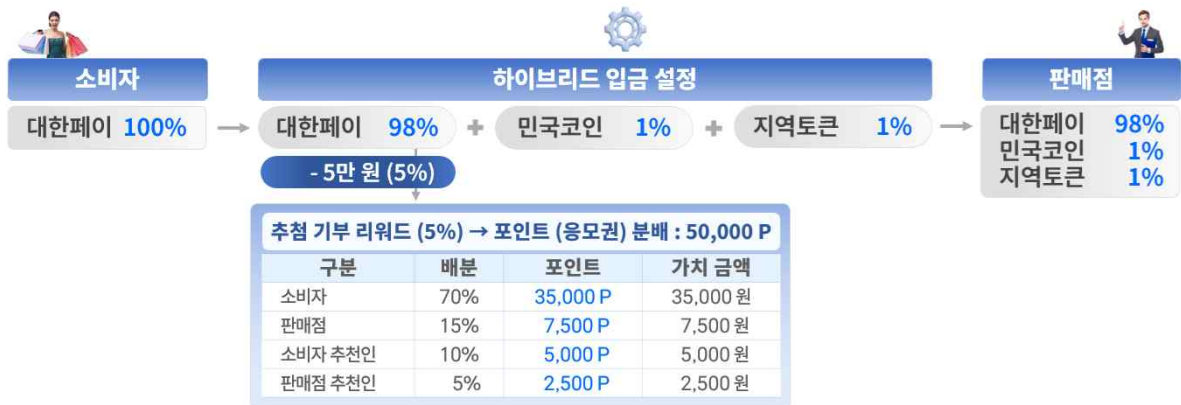 소비자
하이브리드 입금 설정
판매점
대한페이 100%
대한페이 98% + 민국코인 1% + 지역토큰 1%
대한페이 98%
민국코인 1%
지역토큰 1%
- 5만 원 (5%)
추첨 기부 리워드 (5%) → 포인트 (응모권) 분배 : 50,000 P
구분 배분 포인트 가치 금액
소비자 70% 35,000 P 35,000 원
판매점 15% 7,500 P 7,500 원
소비자 추천인 10% 5,000 P 5,000 원
판매점 추천인 5% 2,500 P 2,500 원